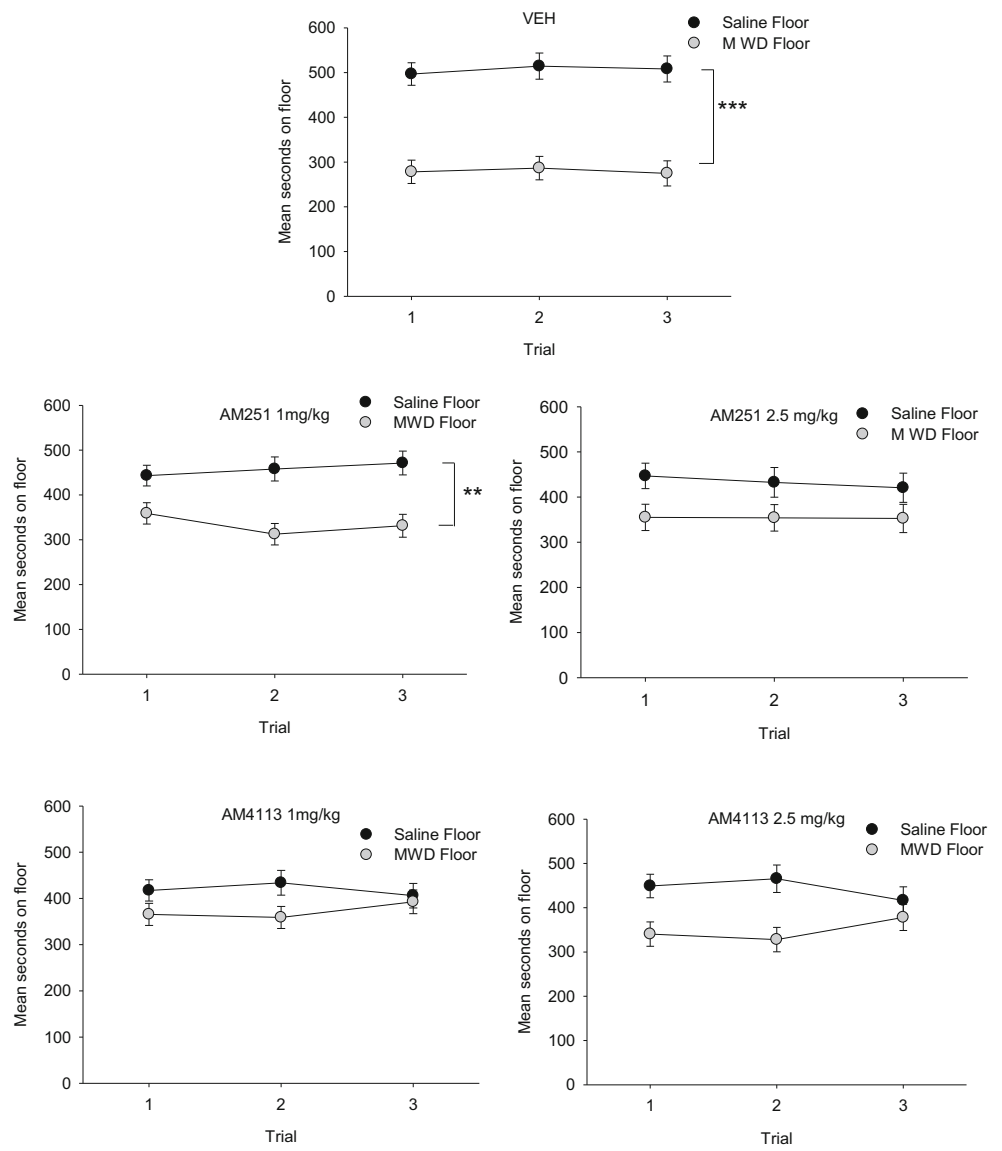 VEH
Saline Floor
M WD Floor
600
500
400
300
200
100
0
Mean seconds on floor
***
1 2 3
Trial
AM251 1mg/kg
Saline Floor
MWD Floor
600
500
400
300
200
100
0
Mean seconds on floor
**
1 2 3
Trial
AM251 2.5 mg/kg
Saline Floor
M WD Floor
600
500
400
300
200
100
0
Mean seconds on floor
1 2 3
Trial
AM4113 1mg/kg
Saline Floor
MWD Floor
600
500
400
300
200
100
0
Mean seconds on floor
1 2 3
Trial
AM4113 2.5 mg/kg
Saline Floor
MWD Floor
600
500
400
300
200
100
0
Mean seconds on floor
1 2 3
Trial